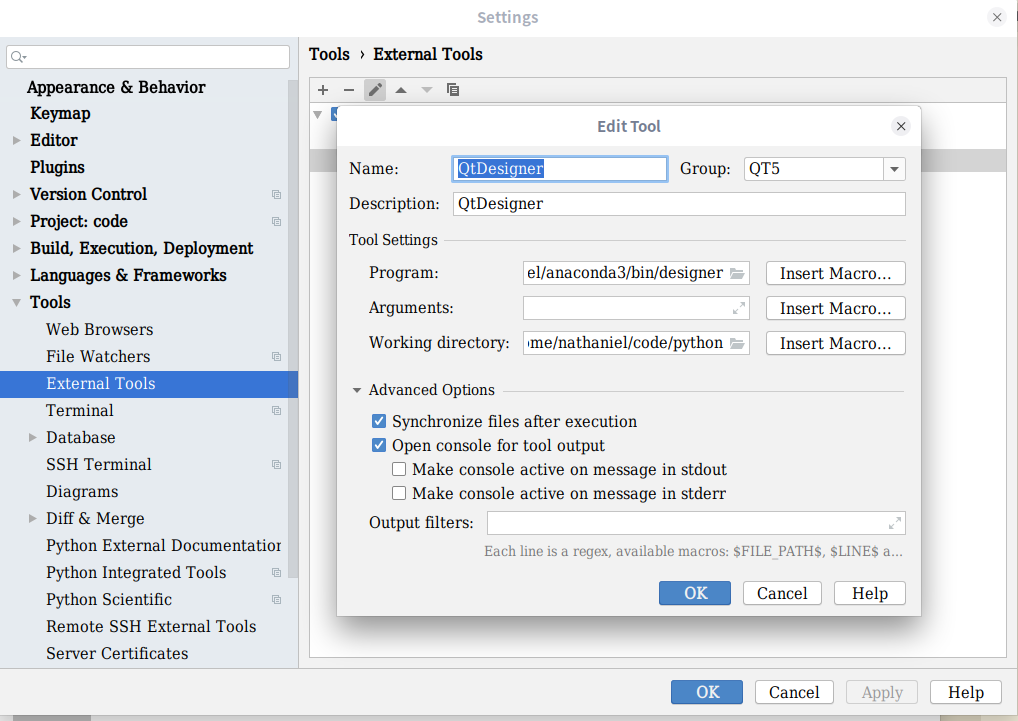 Settings
Tools › External Tools
Appearance & Behavior
Keymap
Editor
Plugins
Version Control
Project: code
Build, Execution, Deployment
Languages & Frameworks
Tools
Web Browsers
File Watchers
External Tools
Terminal
Database
SSH Terminal
Diagrams
Diff & Merge
Python External Documentation
Python Integrated Tools
Python Scientific
Remote SSH External Tools
Server Certificates
Edit Tool
Name: QtDesigner Group: QT5
Description: QtDesigner
Tool Settings
Program: el/anaconda3/bin/designer Insert Macro...
Arguments: Insert Macro...
Working directory: ome/nathaniel/code/python Insert Macro...
Advanced Options
Synchronize files after execution
Open console for tool output
Make console active on message in stdout
Make console active on message in stderr
Output filters:
Each line is a regex, available macros: $FILE_PATH$, $LINE$ a...
OK Cancel Help
OK Cancel Apply Help